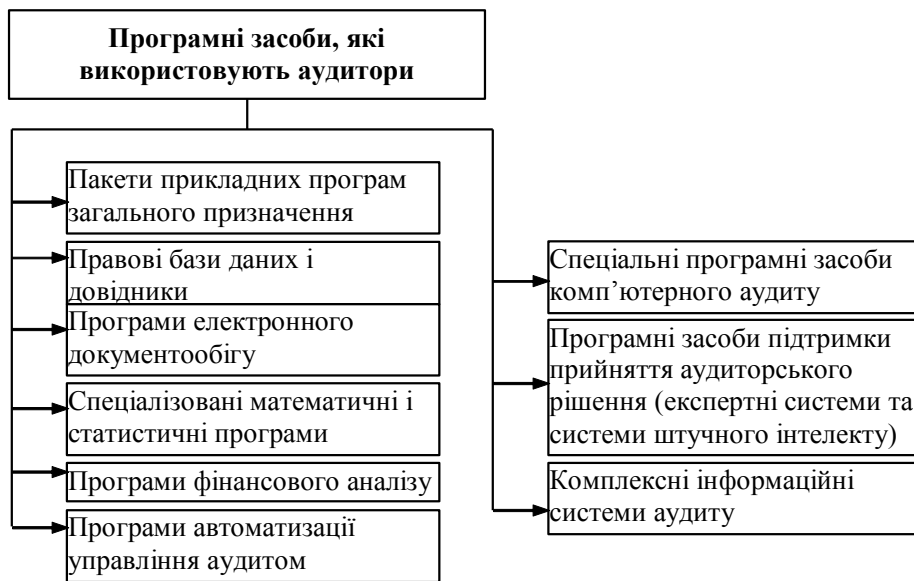 Програмні засоби, які
використовують аудитори
Пакети прикладних програм
загального призначення
Правові бази даних і
довідники
Програми електронного
документообігу
Спеціалізовані математичні і
статистичні програми
Програми фінансового аналізу
Програми автоматизації
управління аудитом
Спеціальні програмні засоби
комп’ютерного аудиту
Програмні засоби підтримки
прийняття аудиторського
рішення (експертні системи та
системи штучного інтелекту)
Комплексні інформаційні
системи аудиту